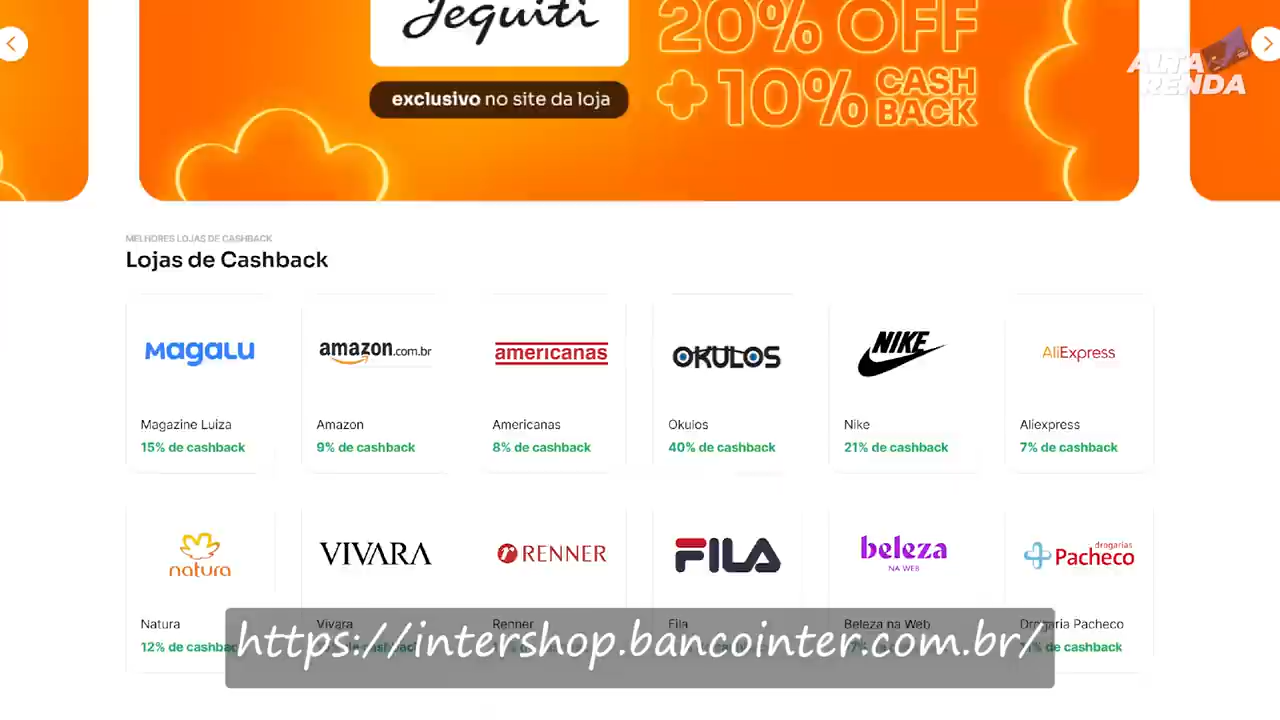 Jequiti
exclusivo no site da loja
20% OFF
+10% CASH BACK
ALTA RENDA
MELHORES LOJAS DE CASHBACK
Lojas de Cashback
MAGALU
amazon.com.br
americanas
OKULOS
NIKE
AliExpress
Magazine Luiza
Amazon
Americanas
Okulos
Nike
Aliexpress
15% de cashback
9% de cashback
8% de cashback
40% de cashback
21% de cashback
7% de cashback
natura
VIVARA
RENNER
FILA
beleza NA WEB
drogarias Pacheco
Natura
Vivara
Renner
Fila
Beleza na Web
Drogaria Pacheco
12% de cashbac
de cashback
https://intershop.bancointer.com.br/